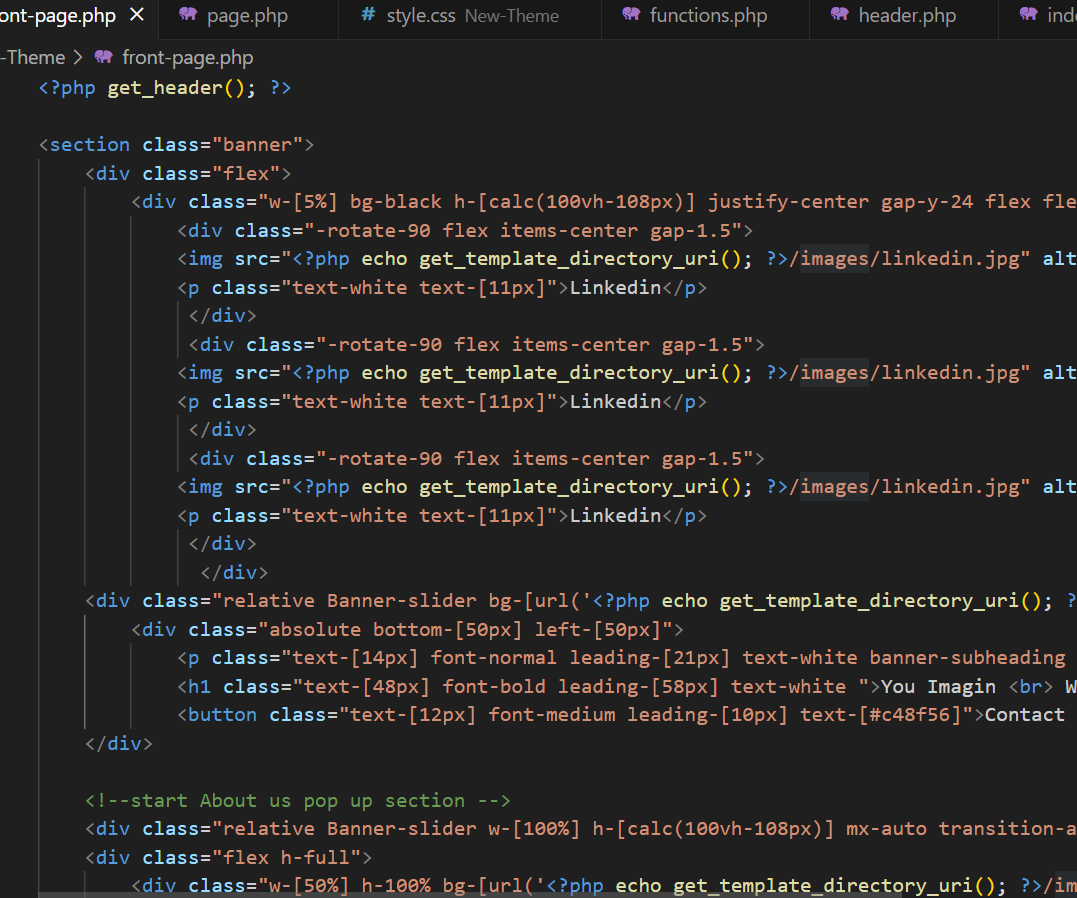 ont-page.php × page.php # style.css New-Theme functions.php header.php
-Theme > front-page.php
<?php get_header(); ?>
<section class="banner">
<div class="flex">
<div class="w-[5%] bg-black h-[calc(100vh-108px)] justify-center gap-y-24 flex fle
<div class="-rotate-90 flex items-center gap-1.5">
<img src="<?php echo get_template_directory_uri(); ?>/images/linkedin.jpg" alt
<p class="text-white text-[11px]">Linkedin</p>
</div>
<div class="-rotate-90 flex items-center gap-1.5">
<img src="<?php echo get_template_directory_uri(); ?>/images/linkedin.jpg" alt
<p class="text-white text-[11px]">Linkedin</p>
</div>
<div class="-rotate-90 flex items-center gap-1.5">
<img src="<?php echo get_template_directory_uri(); ?>/images/linkedin.jpg" alt
<p class="text-white text-[11px]">Linkedin</p>
</div>
</div>
<div class="relative Banner-slider bg-[url('<?php echo get_template_directory_uri(); ?
<div class="absolute bottom-[50px] left-[50px]">
<p class="text-[14px] font-normal leading-[21px] text-white banner-subheading
<h1 class="text-[48px] font-bold leading-[58px] text-white ">You Imagin <br> W
<button class="text-[12px] font-medium leading-[10px] text-[#c48f56]">Contact
</div>
<!--start About us pop up section -->
<div class="relative Banner-slider w-[100%] h-[calc(100vh-108px)] mx-auto transition-a
<div class="flex h-full">
<div class="w-[50%] h-100% bg-[url('<?php echo get_template_directory_uri(); ?>/im